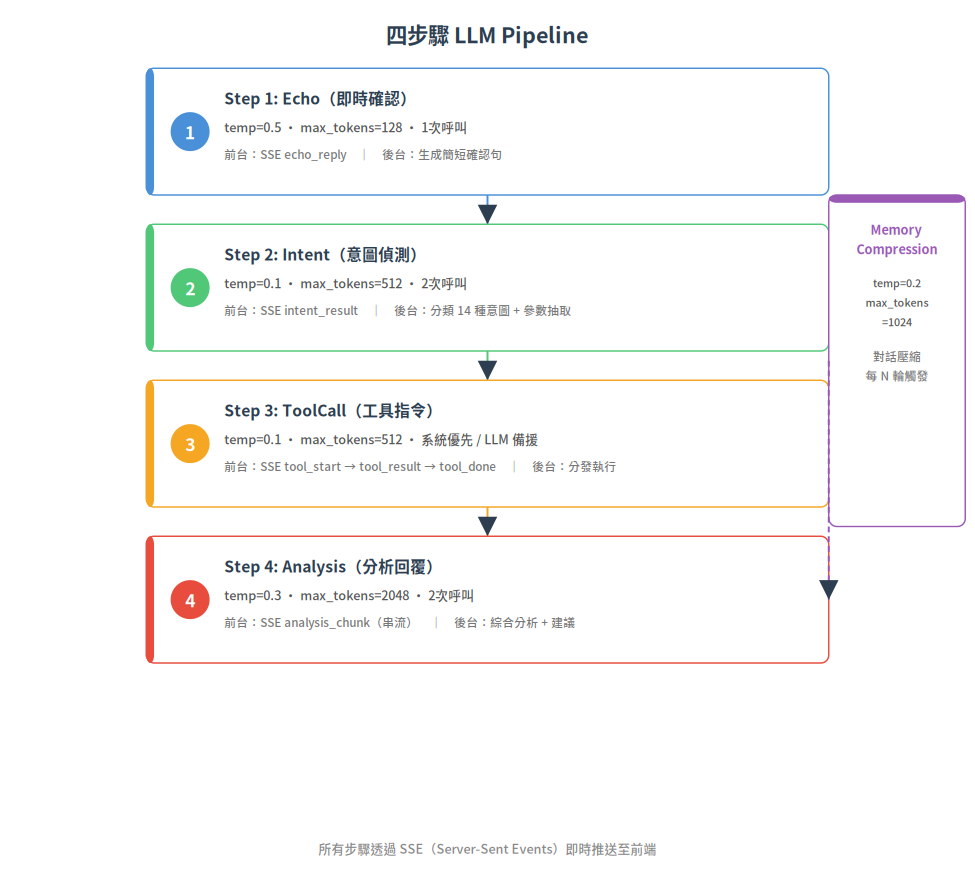 四步驟 LLM Pipeline
Step 1: Echo（即時確認）
1
temp=0.5 · max_tokens=128 · 1次呼叫
前台：SSE echo_reply | 後台：生成簡短確認句
Step 2: Intent（意圖偵測）
2
temp=0.1 · max_tokens=512 · 2次呼叫
前台：SSE intent_result | 後台：分類 14 種意圖 + 參數抽取
Step 3: ToolCall（工具指令）
3
temp=0.1 · max_tokens=512 · 系統優先 / LLM 備援
前台：SSE tool_start → tool_result → tool_done | 後台：分發執行
Step 4: Analysis（分析回覆）
4
temp=0.3 · max_tokens=2048 · 2次呼叫
前台：SSE analysis_chunk（串流） | 後台：綜合分析 + 建議
Memory
Compression
temp=0.2
max_tokens
=1024
對話壓縮
每 N 輪觸發
所有步驟透過 SSE（Server-Sent Events）即時推送至前端